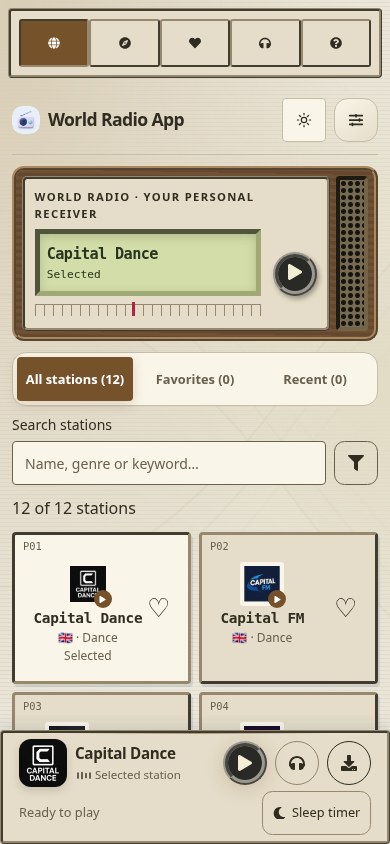 World Radio App
WORLD RADIO · YOUR PERSONAL
RECEIVER
Capital Dance
Selected
All stations (12)
Favorites (0)
Recent (0)
Search stations
Name, genre or keyword...
12 of 12 stations
P01
CAPITAL
DANCE
Capital Dance
🇬🇧 · Dance
Selected
P02
CAPITAL
FM
Capital FM
🇬🇧 · Dance
P03
P04
CAPITAL
DANCE
Capital Dance
Selected station
Ready to play
Sleep timer